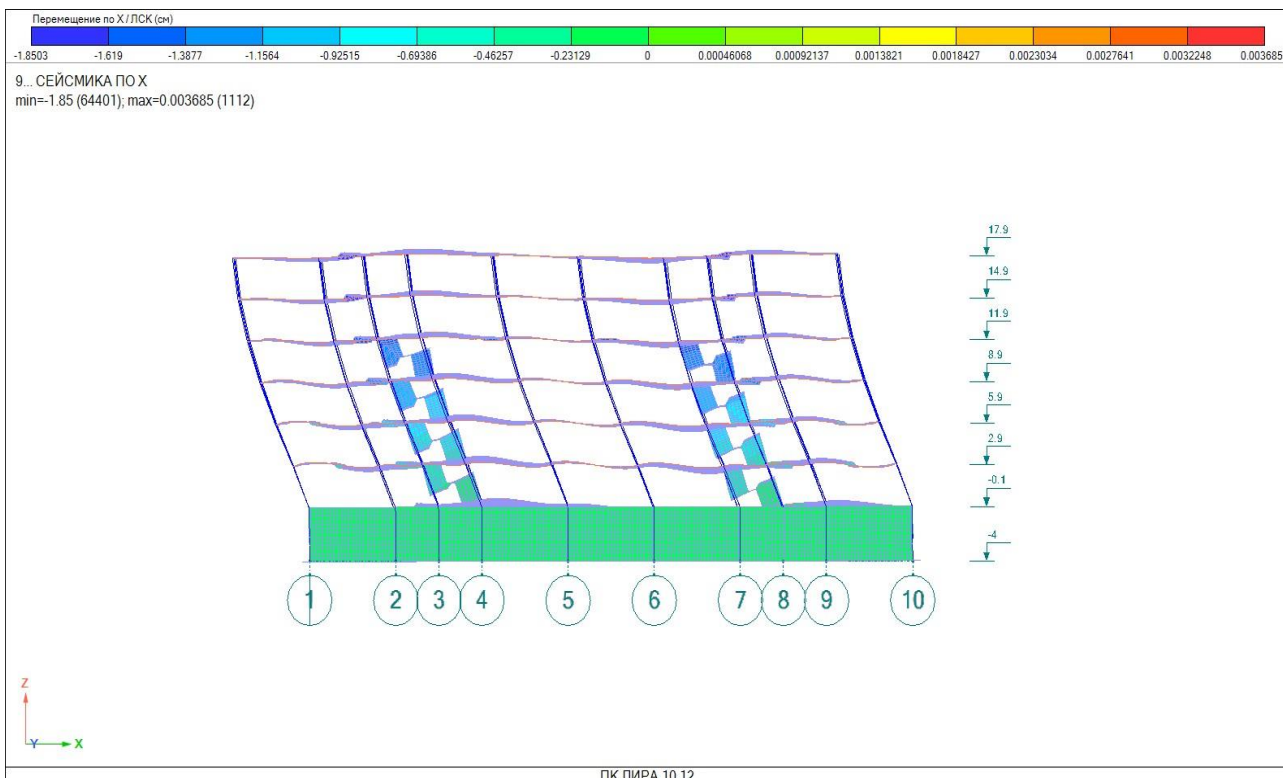 Перемещение по X / ЛСК (см)
-1.8503 -1.619 -1.3877 -1.1564 -0.92515 -0.69386 -0.46257 -0.23129 0 0.00046068 0.00092137 0.0013821 0.0018427 0.0023034 0.0027641 0.0032248 0.003685
9... СЕЙСМИКА ПО X
min=-1.85 (64401); max=0.003685 (1112)
17.9
14.9
11.9
8.9
5.9
2.9
-0.1
-4
1 2 3 4 5 6 7 8 9 10
Z
Y X
ПК ЛИРА 10.12